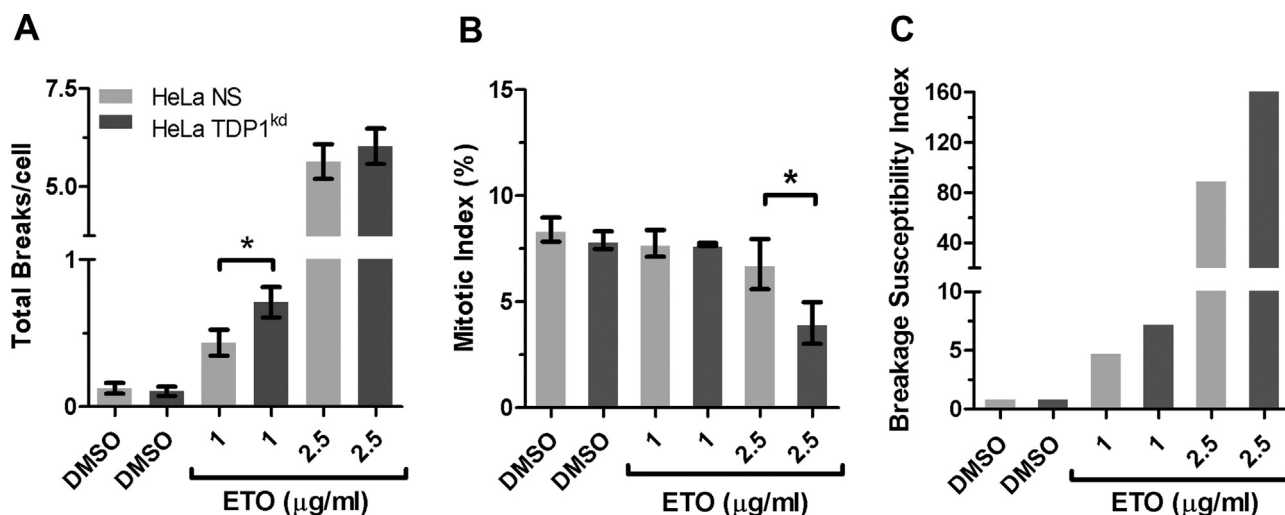 A
Total Breaks/cell
7.5
5.0
1
0
HeLa NS
HeLa TDP1kd
*
DMSO
DMSO
1
1
2.5
2.5
ETO (μg/ml)
B
Mitotic Index (%)
15
10
5
0
*
DMSO
DMSO
1
1
2.5
2.5
ETO (μg/ml)
C
Breakage Susceptibility Index
160
120
80
40
10
5
0
DMSO
DMSO
1
1
2.5
2.5
ETO (μg/ml)